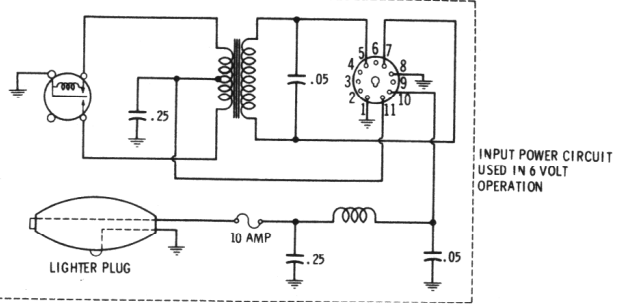 5 6 7
4 8
3 9
2 10
1 11
.05
.25
INPUT POWER CIRCUIT
USED IN 6 VOLT
OPERATION
10 AMP
.25
.05
LIGHTER PLUG